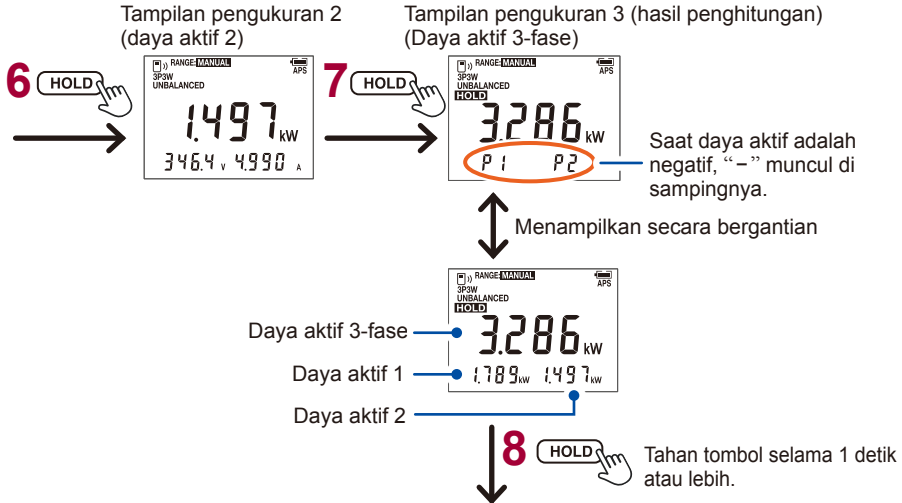 Tampilan pengukuran 2
(daya aktif 2)
Tampilan pengukuran 3 (hasil penghitungan)
(Daya aktif 3-fase)
6 HOLD
RANGE:MANUAL
APS
3P3W
UNBALANCED
1.497 kW
346.4 V 4.990 A
7 HOLD
RANGE:MANUAL
APS
3P3W
UNBALANCED
HOLD
3.286 kW
P1 P2
Saat daya aktif adalah
negatif, “−” muncul di
sampingnya.
Menampilkan secara bergantian
RANGE:MANUAL
APS
3P3W
UNBALANCED
HOLD
Daya aktif 3-fase
3.286 kW
Daya aktif 1
1.789 kW 1.497 kW
Daya aktif 2
8 HOLD
Tahan tombol selama 1 detik
atau lebih.